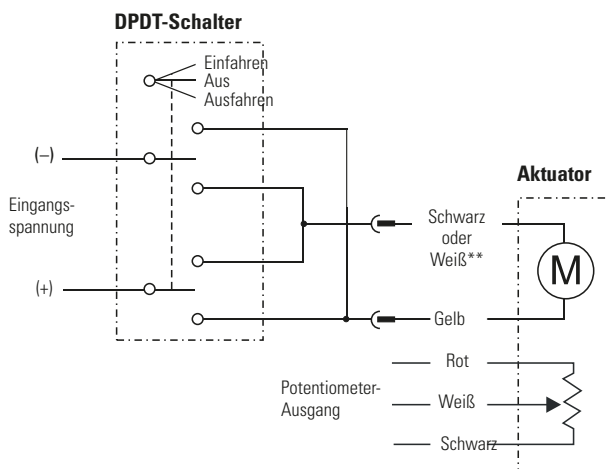 DPDT-Schalter
Einfahren
Aus
Ausfahren
(–)
Eingangs-
spannung
(+)
Aktuator
Schwarz
oder
Weiß**
M
Gelb
Rot
Potentiometer-
Ausgang
Weiß
Schwarz